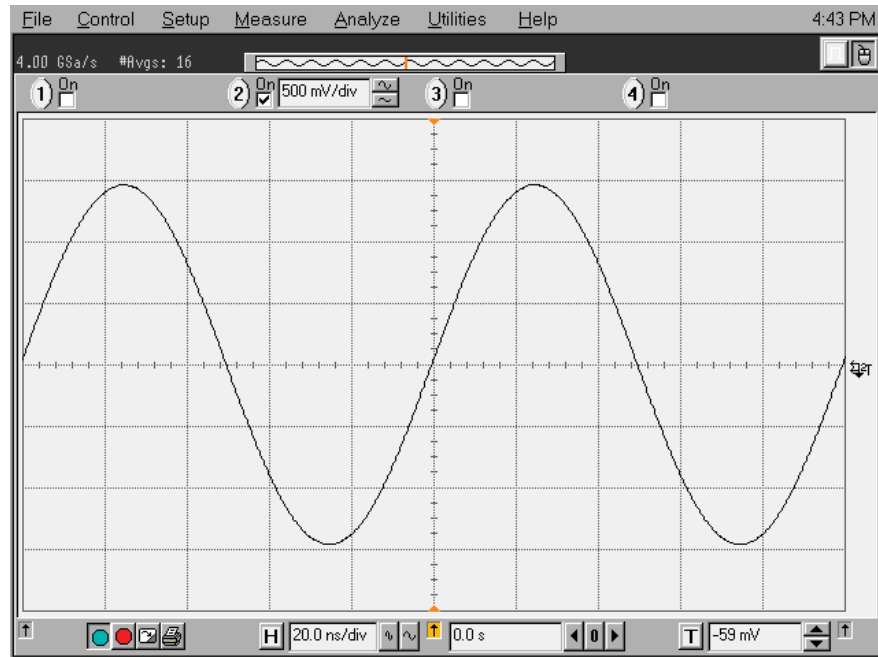 File Control Setup Measure Analyze Utilities Help 4:43 PM
4.00 GSa/s #Avgs: 16
1 On 2 On 500 mV/div 3 On 4 On
H 20.0 ns/div 0.0 s 0 T -59 mV